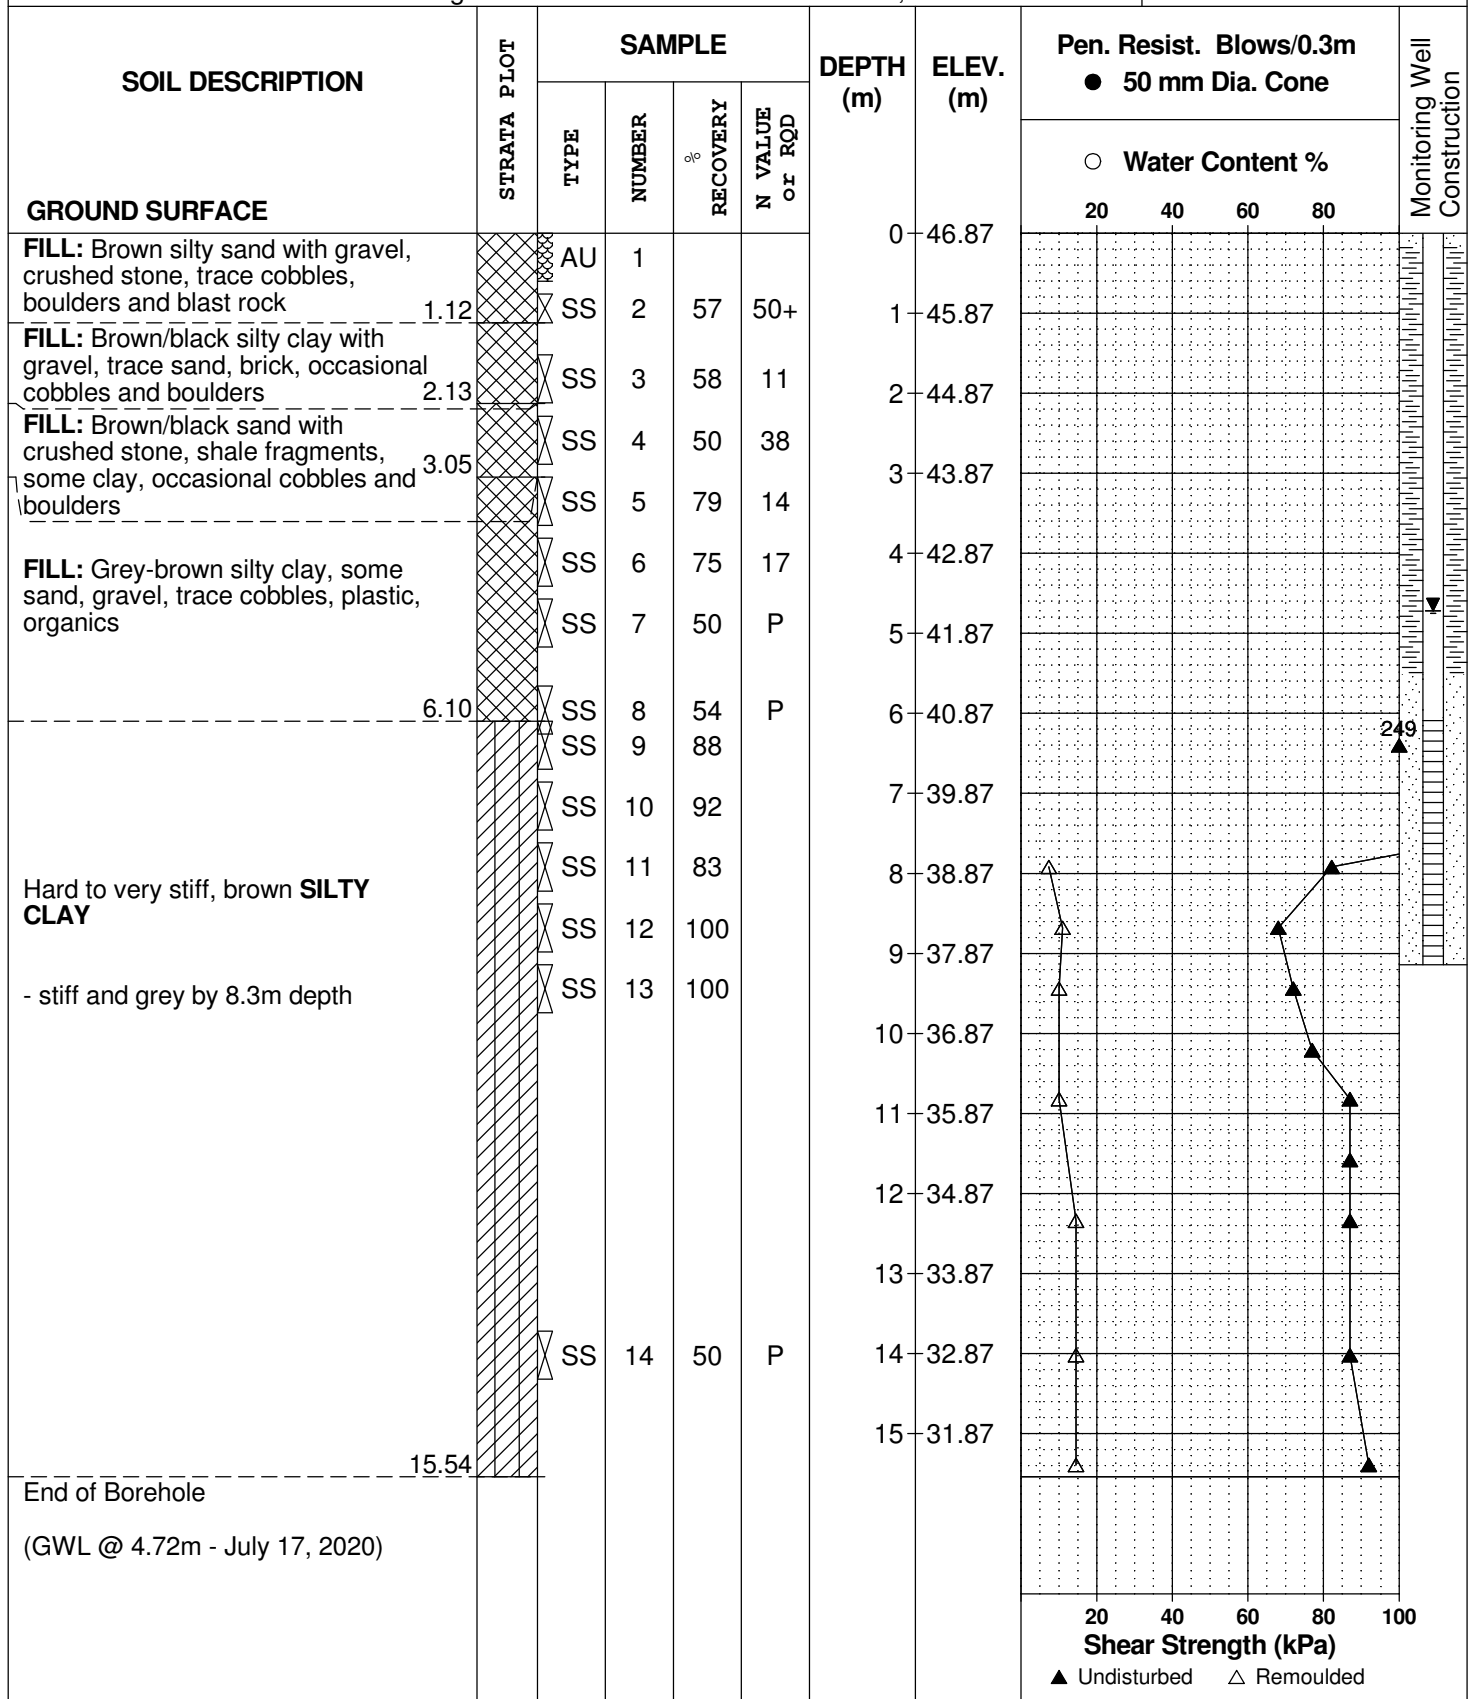 SOIL DESCRIPTION
GROUND SURFACE
STRATA PLOT
SAMPLE
TYPE
NUMBER
% RECOVERY
N VALUE or RQD
DEPTH (m)
ELEV. (m)
Pen. Resist. Blows/0.3m
● 50 mm Dia. Cone
○ Water Content %
20 40 60 80
Monitoring Well Construction
FILL: Brown silty sand with gravel,
crushed stone, trace cobbles,
boulders and blast rock 1.12
FILL: Brown/black silty clay with
gravel, trace sand, brick, occasional
cobbles and boulders 2.13
FILL: Brown/black sand with
crushed stone, shale fragments,
some clay, occasional cobbles and 3.05
boulders
FILL: Grey-brown silty clay, some
sand, gravel, trace cobbles, plastic,
organics
6.10
Hard to very stiff, brown SILTY
CLAY
- stiff and grey by 8.3m depth
15.54
End of Borehole
(GWL @ 4.72m - July 17, 2020)
AU 1
SS 2 57 50+
SS 3 58 11
SS 4 50 38
SS 5 79 14
SS 6 75 17
SS 7 50 P
SS 8 54 P
SS 9 88
SS 10 92
SS 11 83
SS 12 100
SS 13 100
SS 14 50 P
0 46.87
1 45.87
2 44.87
3 43.87
4 42.87
5 41.87
6 40.87
7 39.87
8 38.87
9 37.87
10 36.87
11 35.87
12 34.87
13 33.87
14 32.87
15 31.87
249
20 40 60 80 100
Shear Strength (kPa)
▲ Undisturbed △ Remoulded